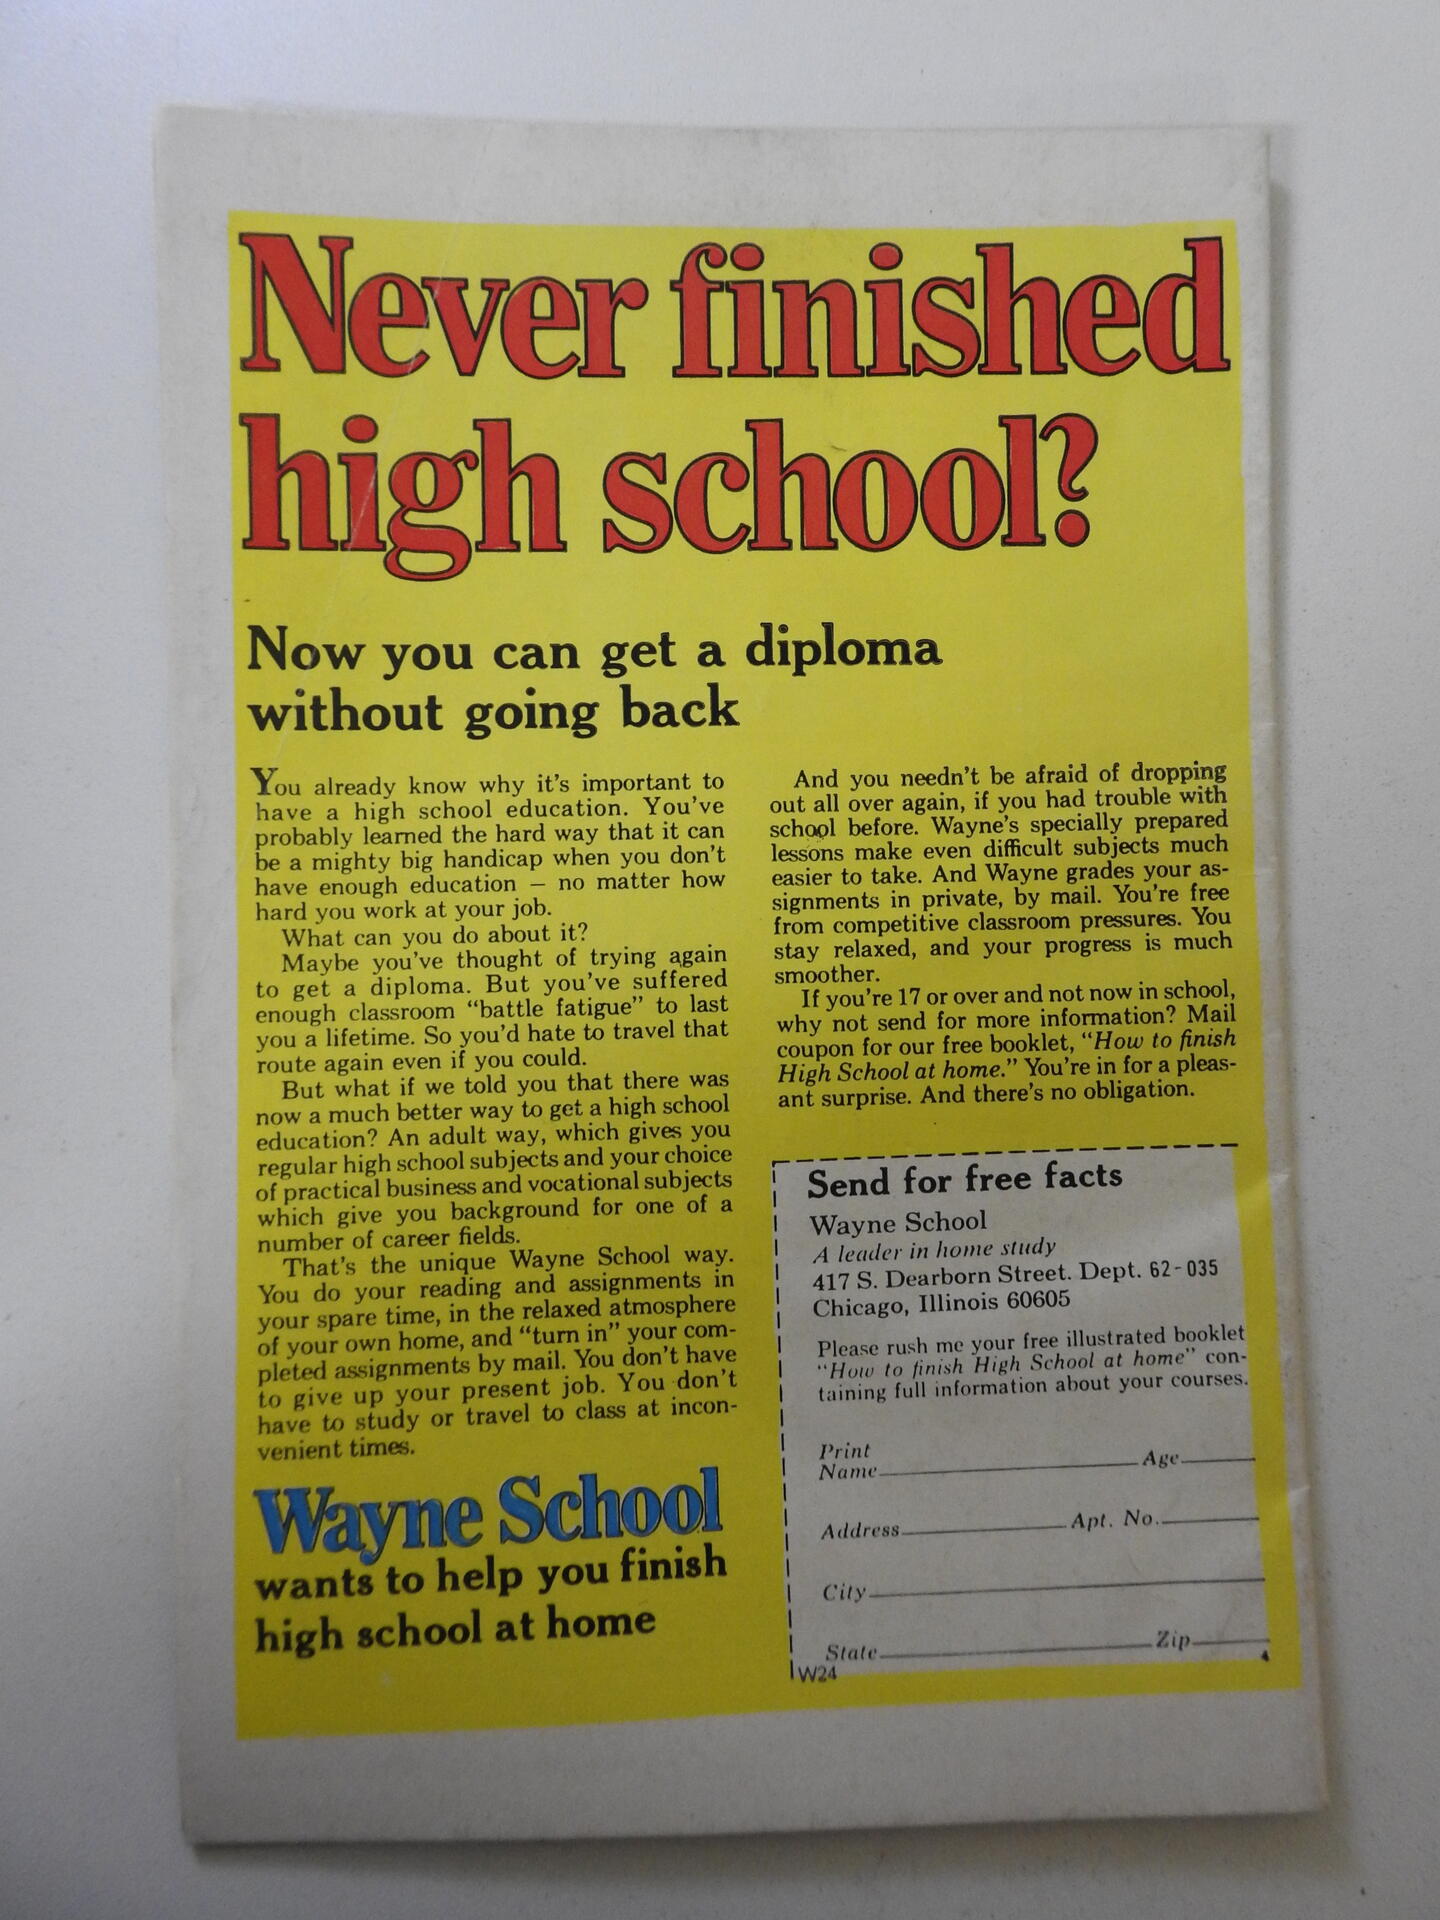 Never finished
high school?
Now you can get a diploma
without going back
You already know why it's important to
have a high school education. You've
probably learned the hard way that it can
be a mighty big handicap when you don't
have enough education — no matter how
hard you work at your job.
What can you do about it?
Maybe you've thought of trying again
to get a diploma. But you've suffered
enough classroom "battle fatigue" to last
you a lifetime. So you'd hate to travel that
route again even if you could.
But what if we told you that there was
now a much better way to get a high school
education? An adult way, which gives you
regular high school subjects and your choice
of practical business and vocational subjects
which give you background for one of a
number of career fields.
That's the unique Wayne School way.
You do your reading and assignments in
your spare time, in the relaxed atmosphere
of your own home, and "turn in" your com-
pleted assignments by mail. You don't have
to give up your present job. You don't
have to study or travel to class at incon-
venient times.
Wayne School
wants to help you finish
high school at home
And you needn't be afraid of dropping
out all over again, if you had trouble with
school before. Wayne's specially prepared
lessons make even difficult subjects much
easier to take. And Wayne grades your as-
signments in private, by mail. You're free
from competitive classroom pressures. You
stay relaxed, and your progress is much
smoother.
If you're 17 or over and not now in school,
why not send for more information? Mail
coupon for our free booklet, "How to finish
High School at home." You're in for a pleas-
ant surprise. And there's no obligation.
Send for free facts
Wayne School
A leader in home study
417 S. Dearborn Street. Dept. 62-035
Chicago, Illinois 60605
Please rush me your free illustrated booklet
"How to finish High School at home" con-
taining full information about your courses.
Print
Name Age
Address Apt. No.
City
State Zip
W24 4